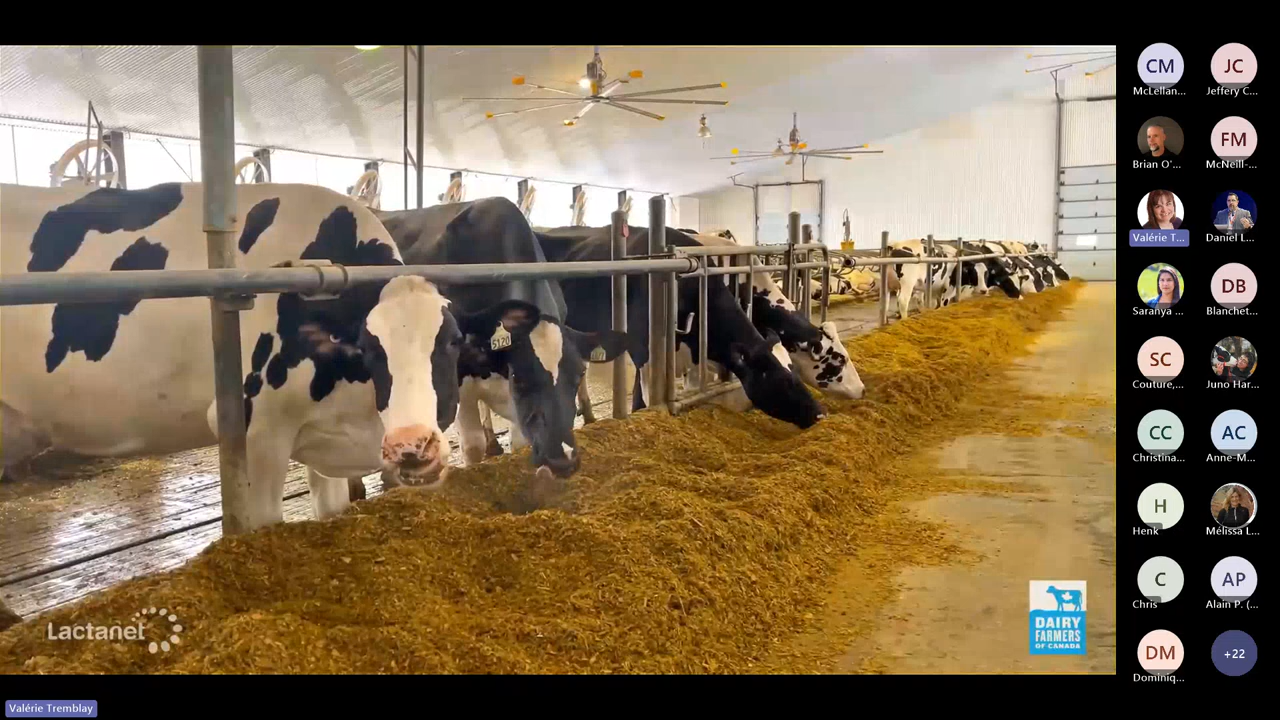 CM
McLellan...
JC
Jeffery C...
Brian O'...
FM
McNeill-...
Valérie T...
Daniel L...
Saranya ...
DB
Blanchet...
SC
Couture,...
Juno Har...
CC
Christina...
AC
Anne-M...
H
Henk
Mélissa L...
C
Chris
AP
Alain P. (...
DM
Dominiq...
+22
5120
Lactanet
DAIRY
FARMERS
OF CANADA
Valérie Tremblay